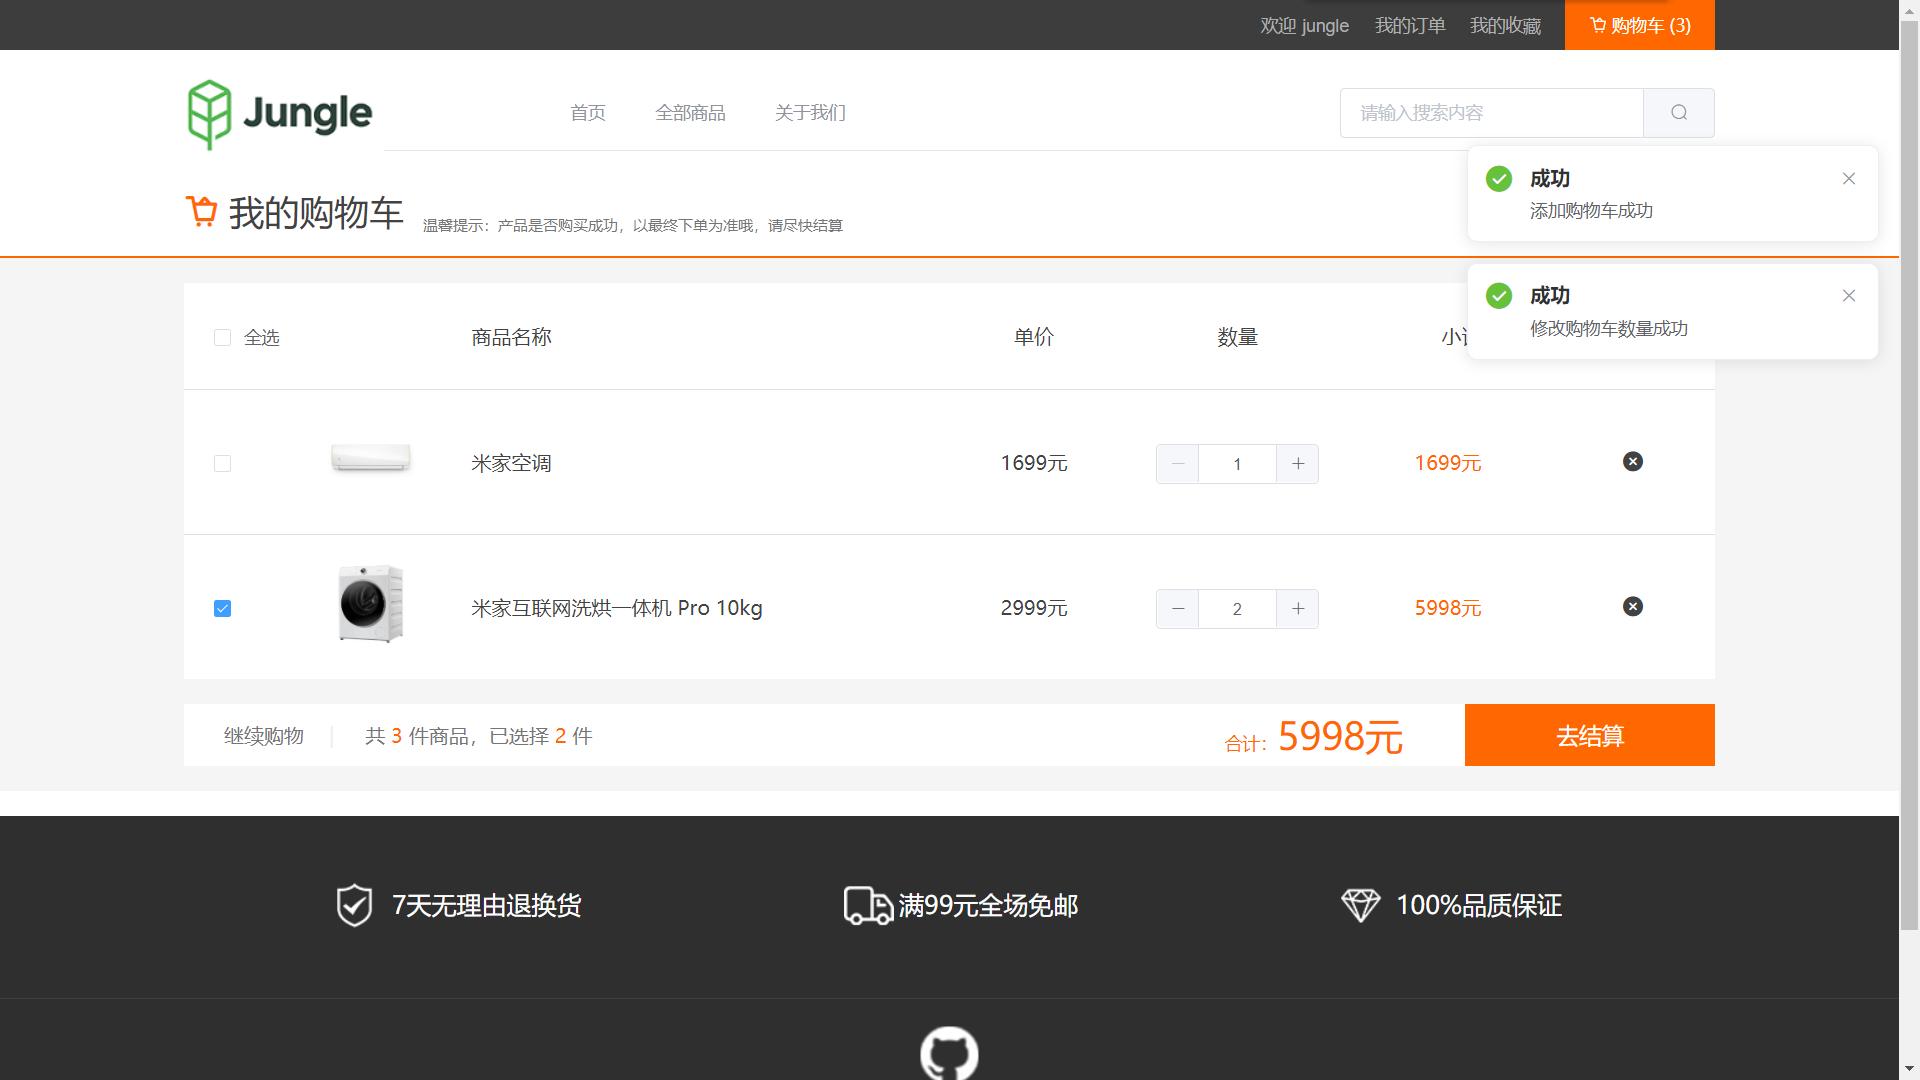 欢迎 jungle 我的订单 我的收藏 购物车 (3)
Jungle 首页 全部商品 关于我们 请输入搜索内容
成功
添加购物车成功
我的购物车 温馨提示：产品是否购买成功，以最终下单为准哦，请尽快结算
成功
修改购物车数量成功
全选 商品名称 单价 数量 小
米家空调 1699元 1 1699元
米家互联网洗烘一体机 Pro 10kg 2999元 2 5998元
继续购物 共 3 件商品，已选择 2 件 合计：5998元 去结算
7天无理由退换货 满99元全场免邮 100%品质保证